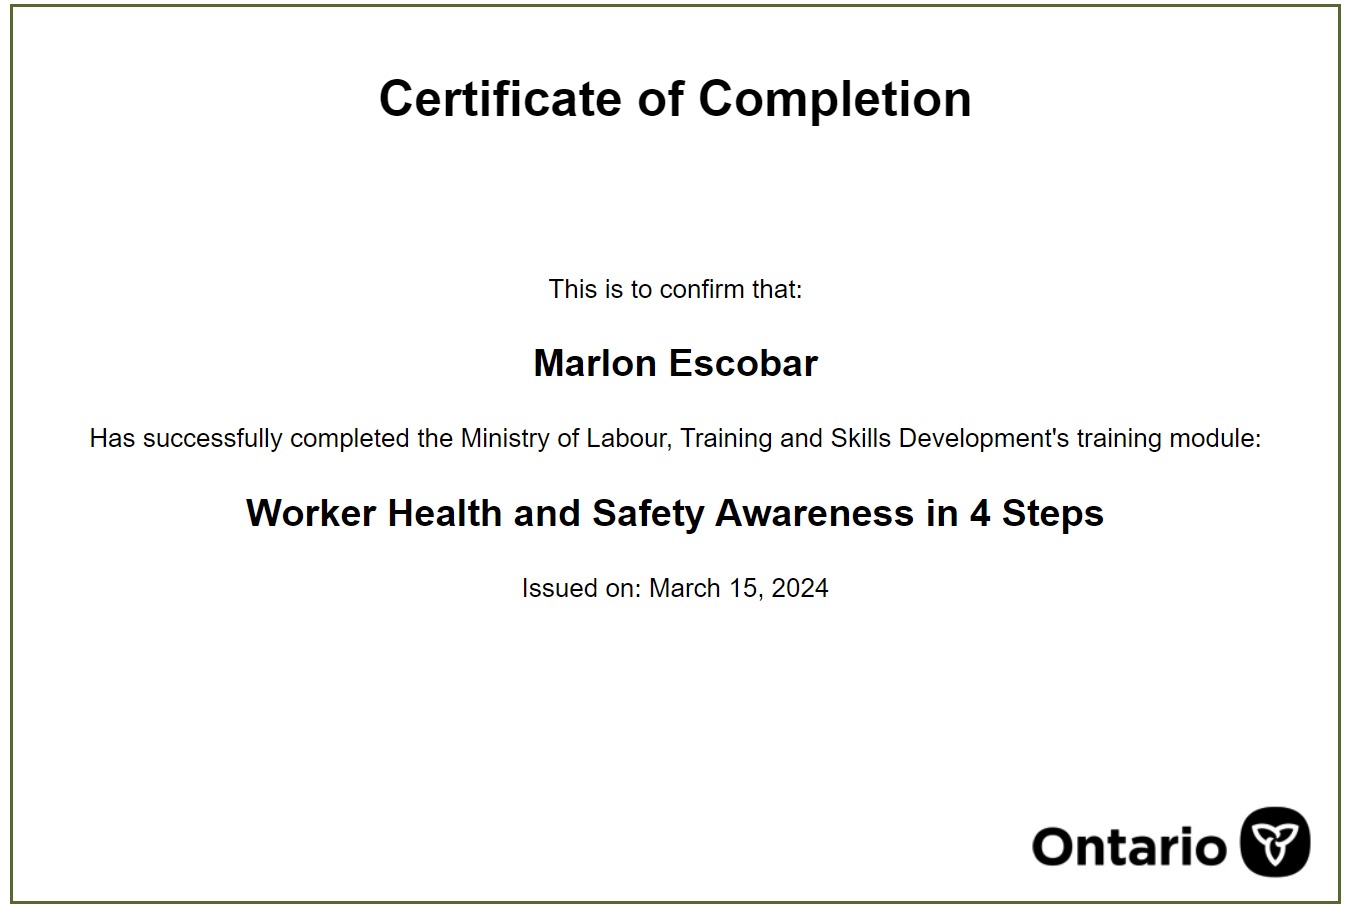 Certificate of Completion
This is to confirm that:
Marlon Escobar
Has successfully completed the Ministry of Labour, Training and Skills Development's training module:
Worker Health and Safety Awareness in 4 Steps
Issued on: March 15, 2024
Ontario